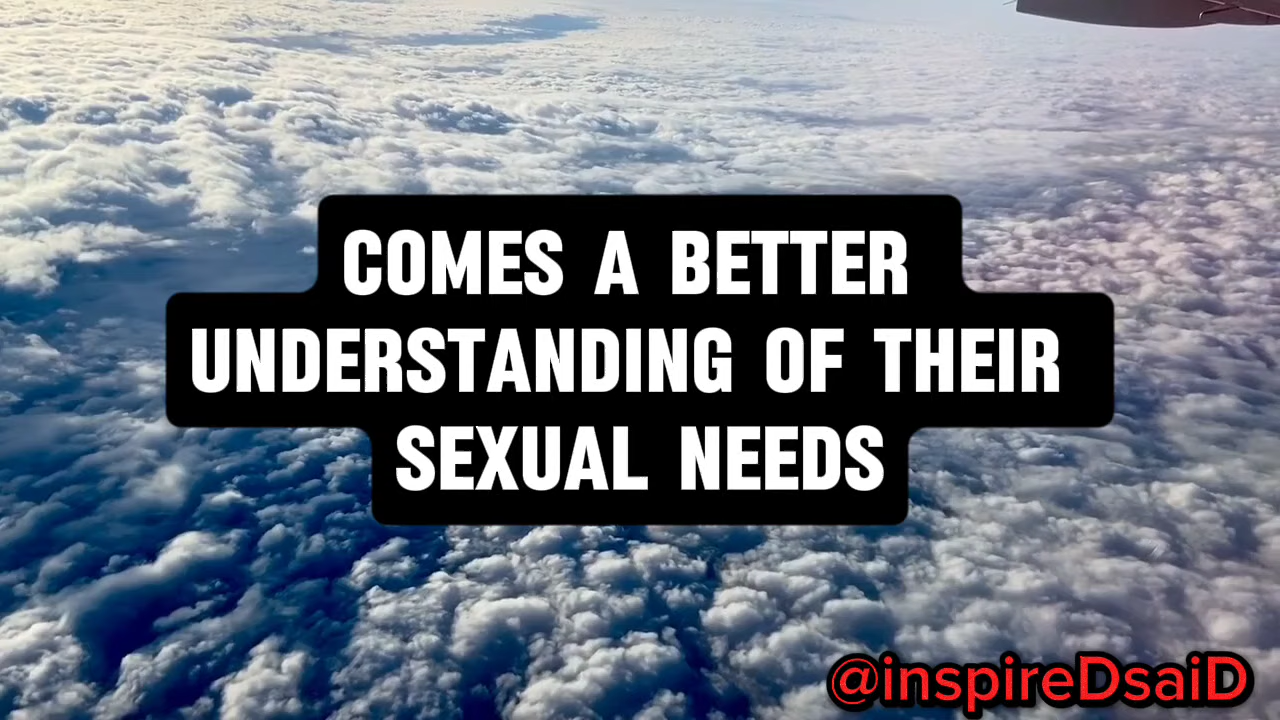 COMES A BETTER
UNDERSTANDING OF THEIR
SEXUAL NEEDS
@inspireDsaiD